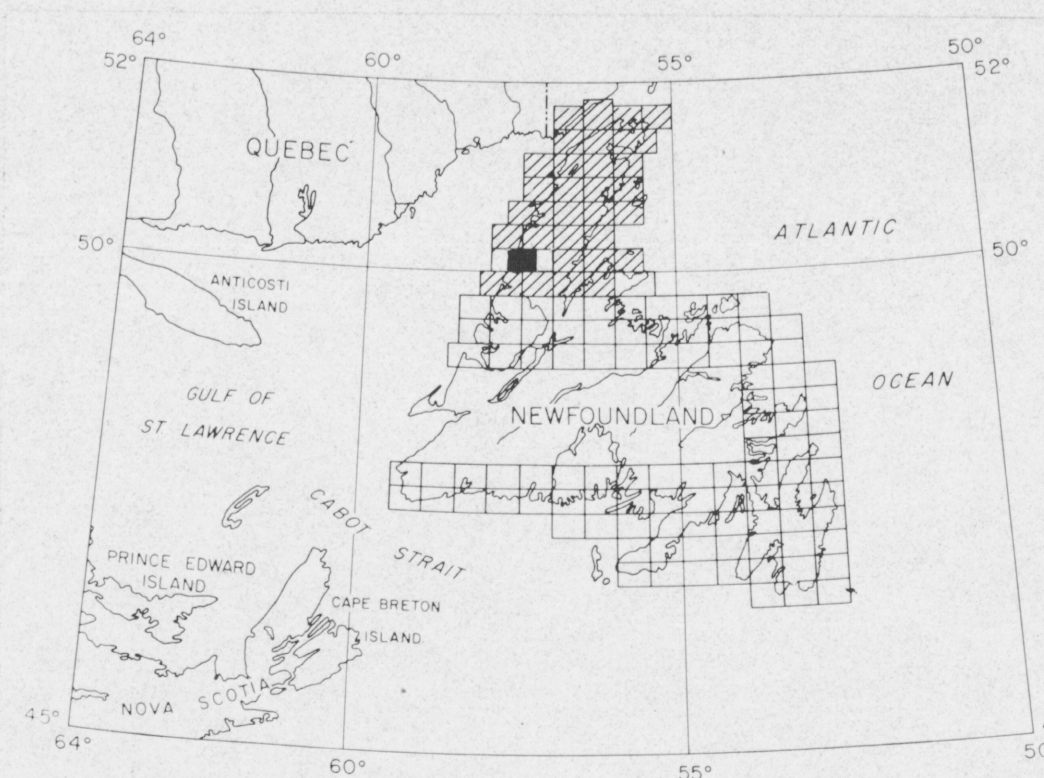 64°
52°
60°
55°
50°
52°
QUEBEC
ATLANTIC
50°
50°
ANTICOSTI
ISLAND
OCEAN
GULF OF
ST LAWRENCE
NEWFOUNDLAND
CABOT
STRAIT
PRINCE EDWARD
ISLAND
CAPE BRETON
ISLAND
NOVA SCOTIA
45°
64°
60°
55°
50